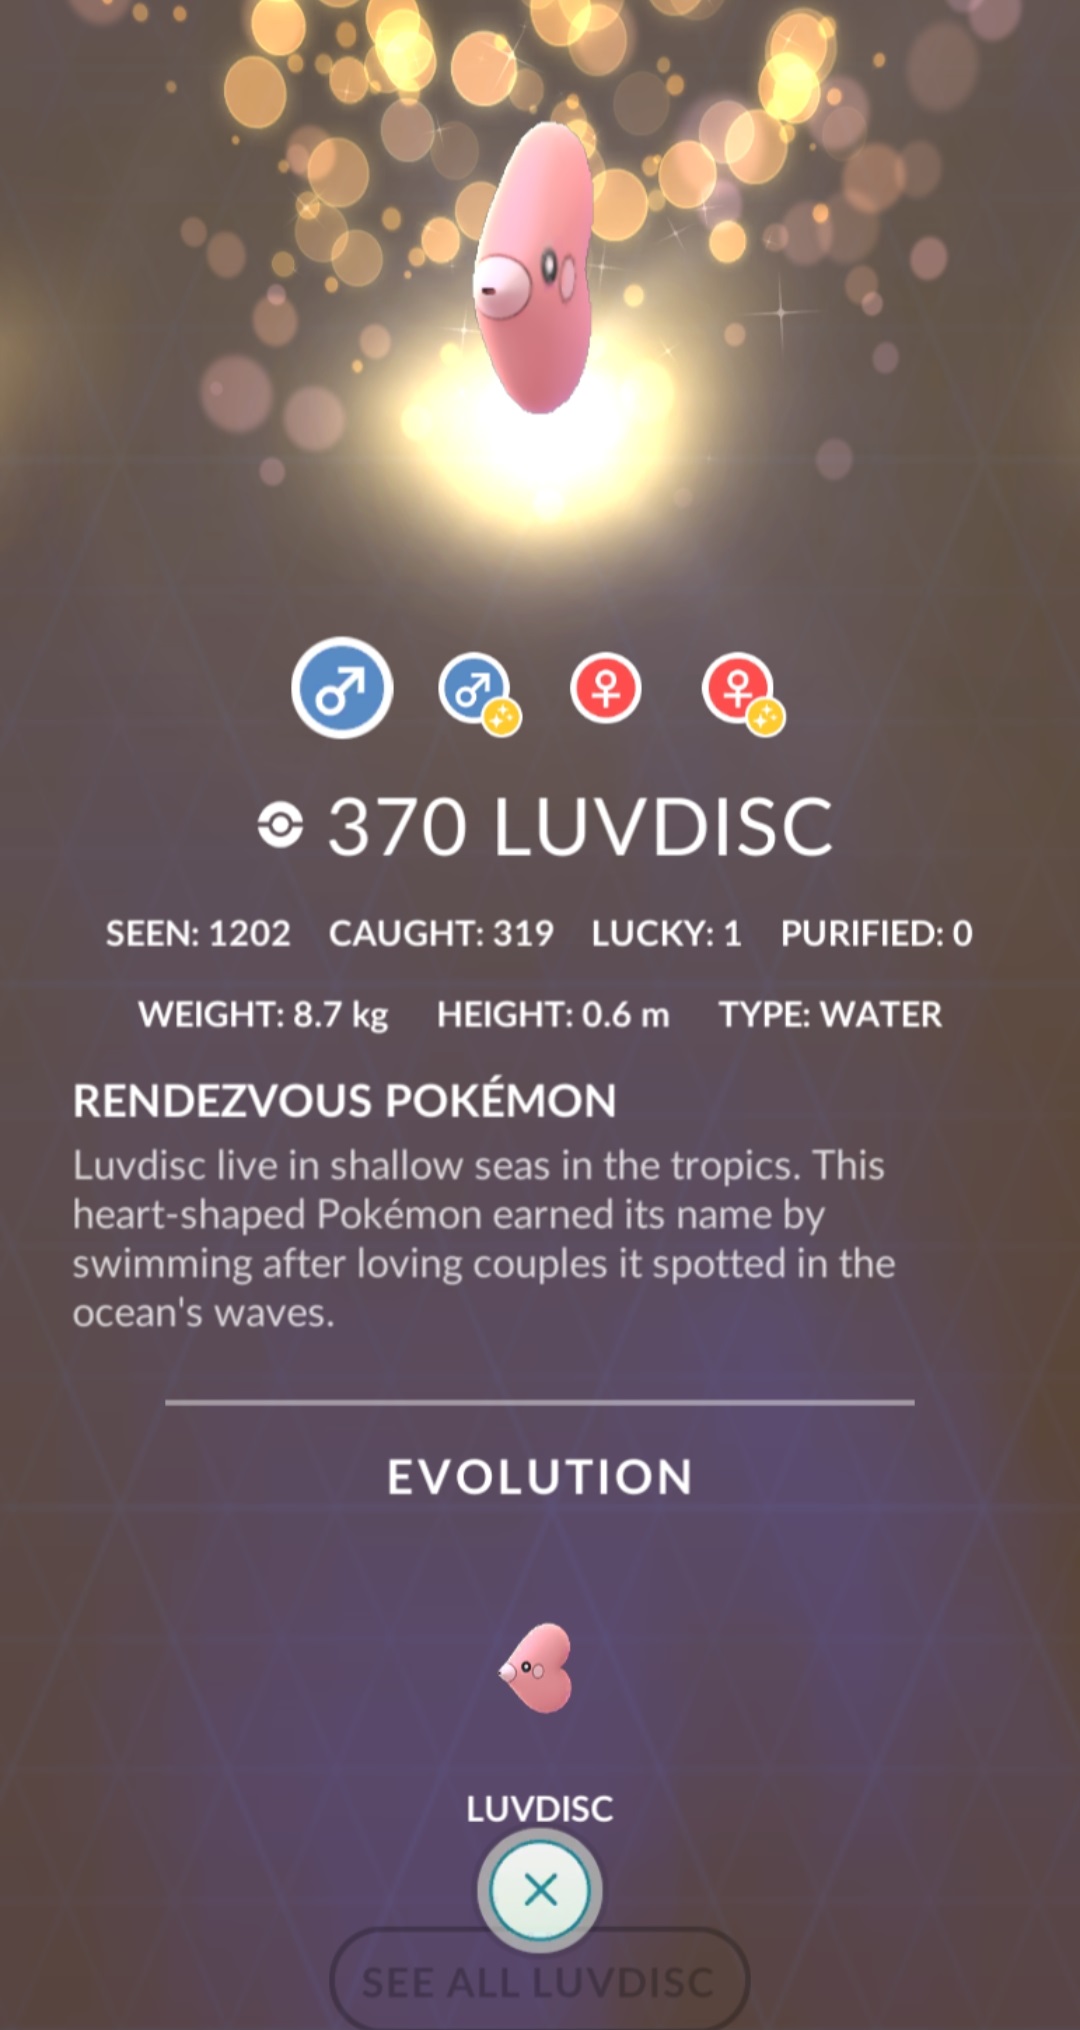 370 LUVDISC
SEEN: 1202 CAUGHT: 319 LUCKY: 1 PURIFIED: 0
WEIGHT: 8.7 kg HEIGHT: 0.6 m TYPE: WATER
RENDEZVOUS POKÉMON
Luvdisc live in shallow seas in the tropics. This
heart-shaped Pokémon earned its name by
swimming after loving couples it spotted in the
ocean's waves.
EVOLUTION
LUVDISC
SEE ALL LUVDISC